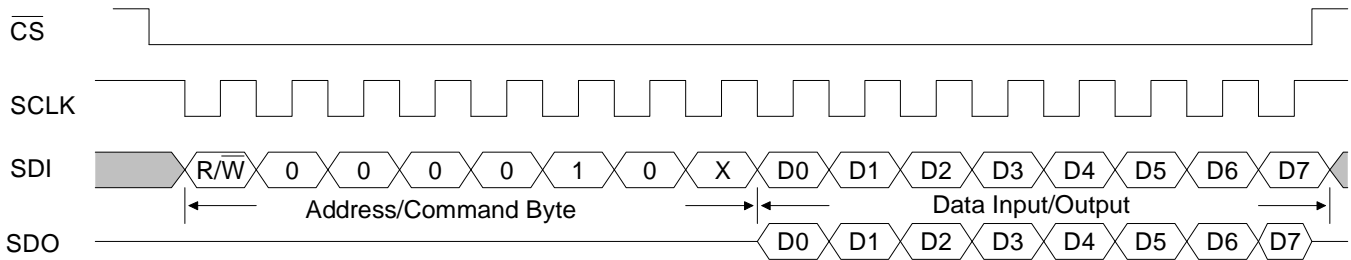 C̅S̅
SCLK
SDI R/W̅ 0 0 0 0 1 0 X D0 D1 D2 D3 D4 D5 D6 D7
Address/Command Byte Data Input/Output
SDO D0 D1 D2 D3 D4 D5 D6 D7